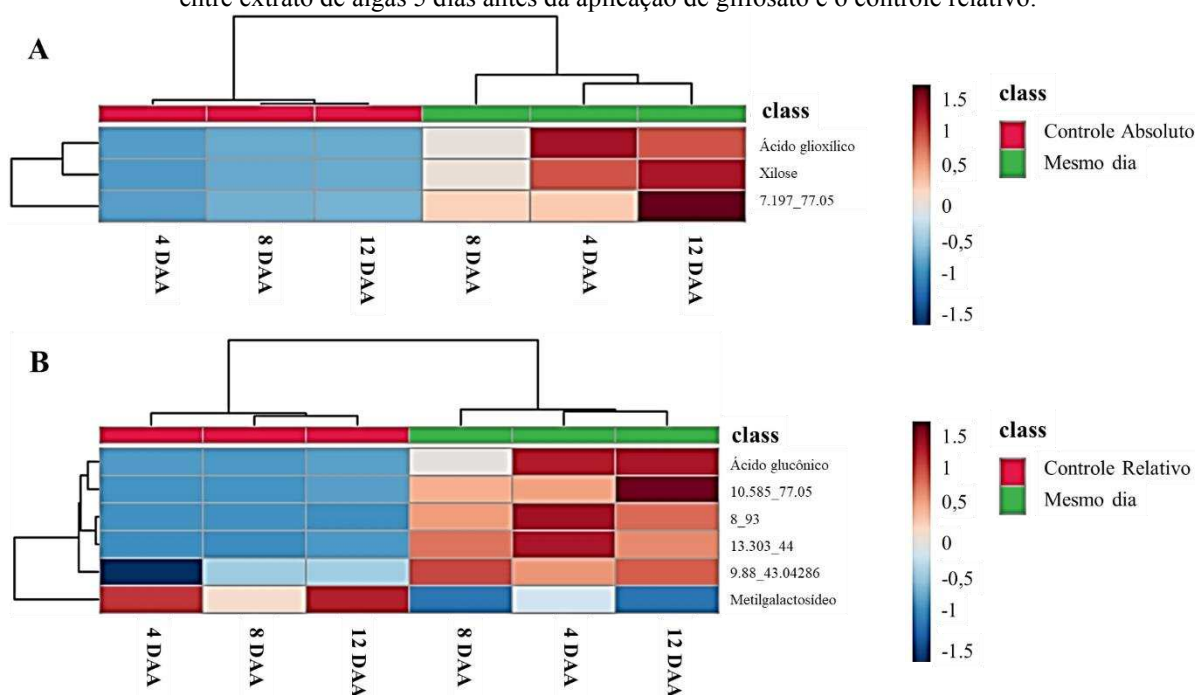 entre extrato de algas 5 dias antes da aplicação de glifosato e o controle relativo.
A
class
Ácido glioxílico
Xilose
7.197_77.05
4 DAA
8 DAA
12 DAA
8 DAA
4 DAA
12 DAA
1.5
1
0,5
0
-0,5
-1
-1.5
class
Controle Absoluto
Mesmo dia
B
class
Ácido glucônico
10.585_77.05
8_93
13.303_44
9.88_43.04286
Metilgalactosídeo
4 DAA
8 DAA
12 DAA
8 DAA
4 DAA
12 DAA
1.5
1
0,5
0
-0,5
-1
-1.5
class
Controle Relativo
Mesmo dia